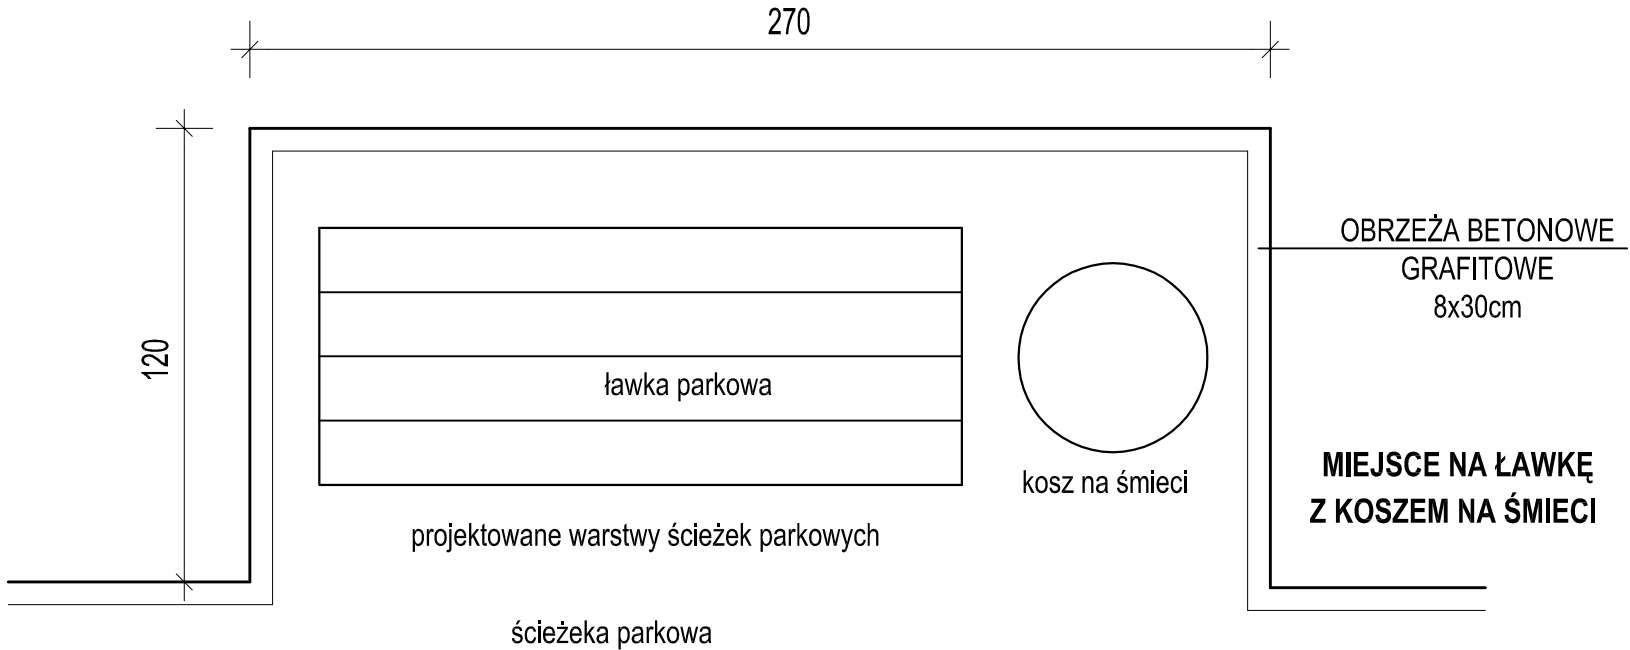 270
120
OBRZEŻA BETONOWE
GRAFITOWE
8x30cm
ławka parkowa
kosz na śmieci
MIEJSCE NA ŁAWKĘ
Z KOSZEM NA ŚMIECI
projektowane warstwy ścieżek parkowych
ścieżeka parkowa